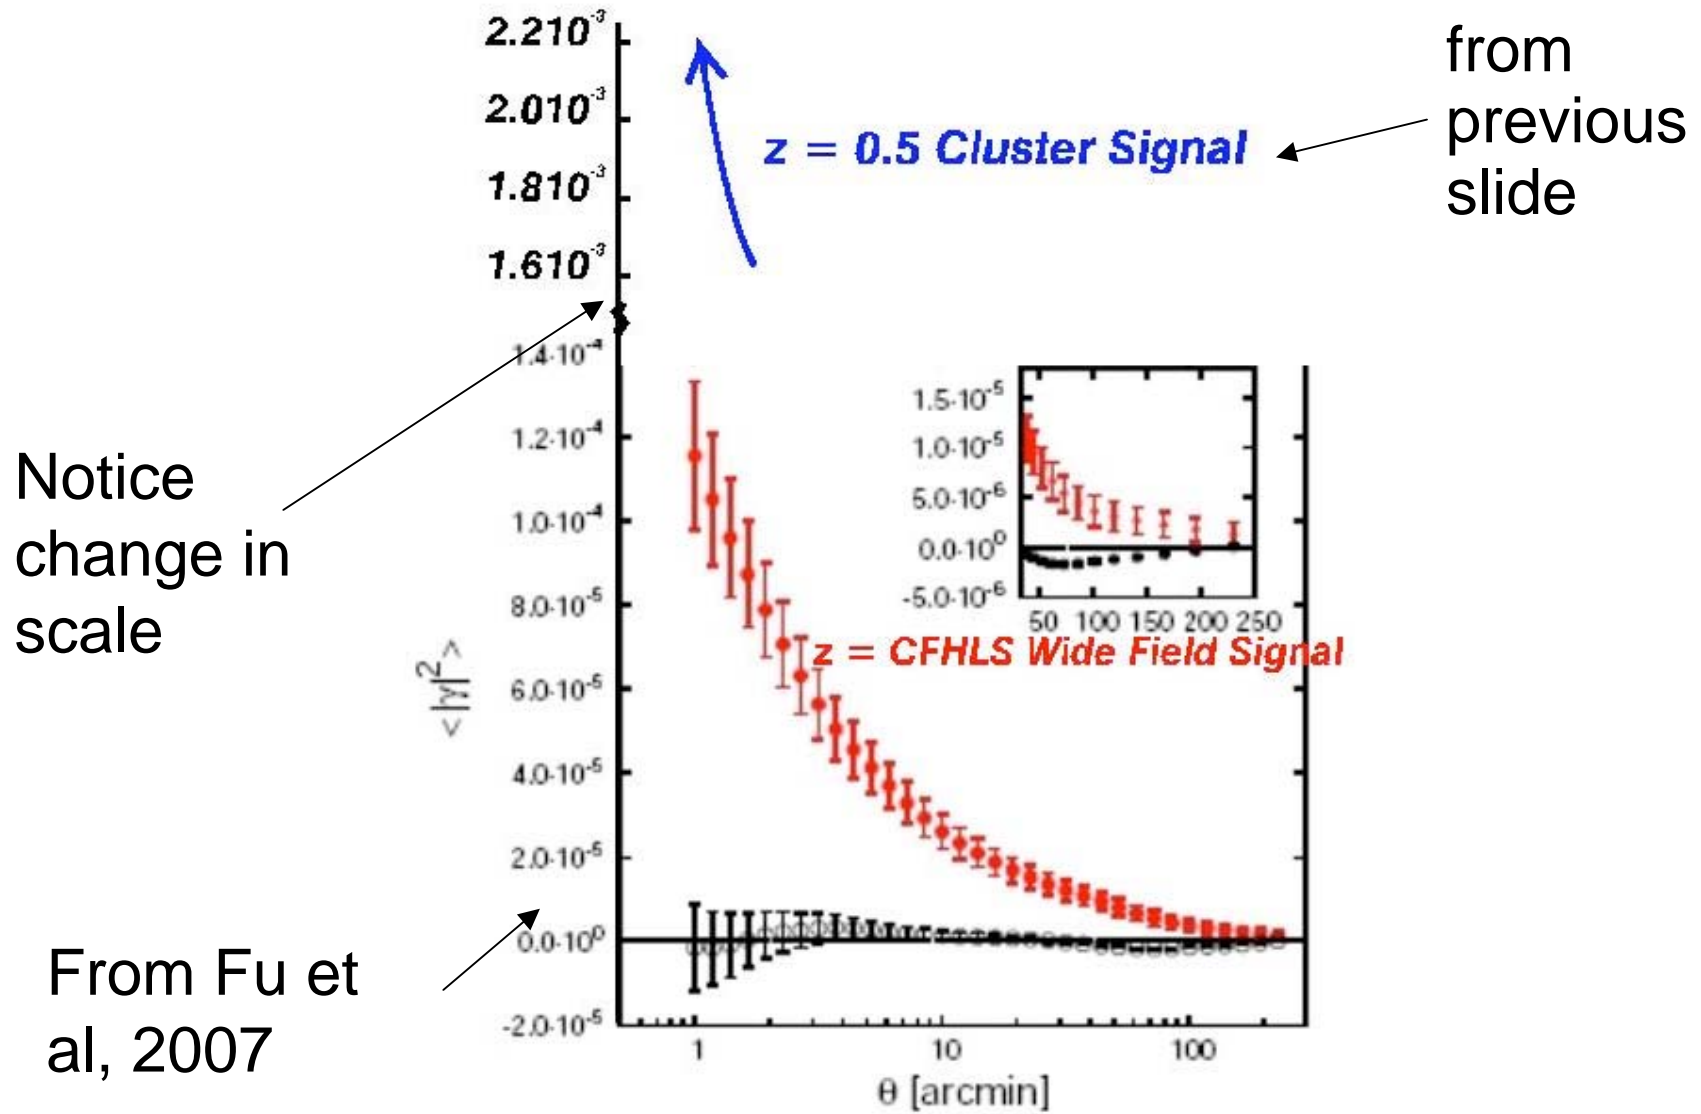 2.210⁻³
2.010⁻³
1.810⁻³
1.610⁻³
z = 0.5 Cluster Signal
from
previous
slide
Notice
change in
scale
1.4·10⁻⁴
1.2·10⁻⁴
1.0·10⁻⁴
8.0·10⁻⁵
6.0·10⁻⁵
4.0·10⁻⁵
2.0·10⁻⁵
0.0·10⁰
-2.0·10⁻⁵
<|γ|²>
1.5·10⁻⁵
1.0·10⁻⁵
5.0·10⁻⁶
0.0·10⁰
-5.0·10⁻⁶
50 100 150 200 250
z = CFHLS Wide Field Signal
From Fu et
al, 2007
1 10 100
θ [arcmin]